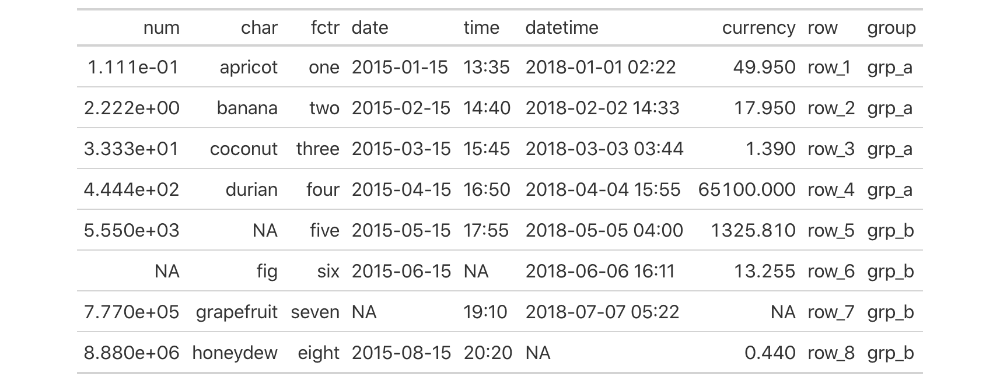 num char fctr date time datetime currency row group
1.111e-01 apricot one 2015-01-15 13:35 2018-01-01 02:22 49.950 row_1 grp_a
2.222e+00 banana two 2015-02-15 14:40 2018-02-02 14:33 17.950 row_2 grp_a
3.333e+01 coconut three 2015-03-15 15:45 2018-03-03 03:44 1.390 row_3 grp_a
4.444e+02 durian four 2015-04-15 16:50 2018-04-04 15:55 65100.000 row_4 grp_a
5.550e+03 NA five 2015-05-15 17:55 2018-05-05 04:00 1325.810 row_5 grp_b
NA fig six 2015-06-15 NA 2018-06-06 16:11 13.255 row_6 grp_b
7.770e+05 grapefruit seven NA 19:10 2018-07-07 05:22 NA row_7 grp_b
8.880e+06 honeydew eight 2015-08-15 20:20 NA 0.440 row_8 grp_b